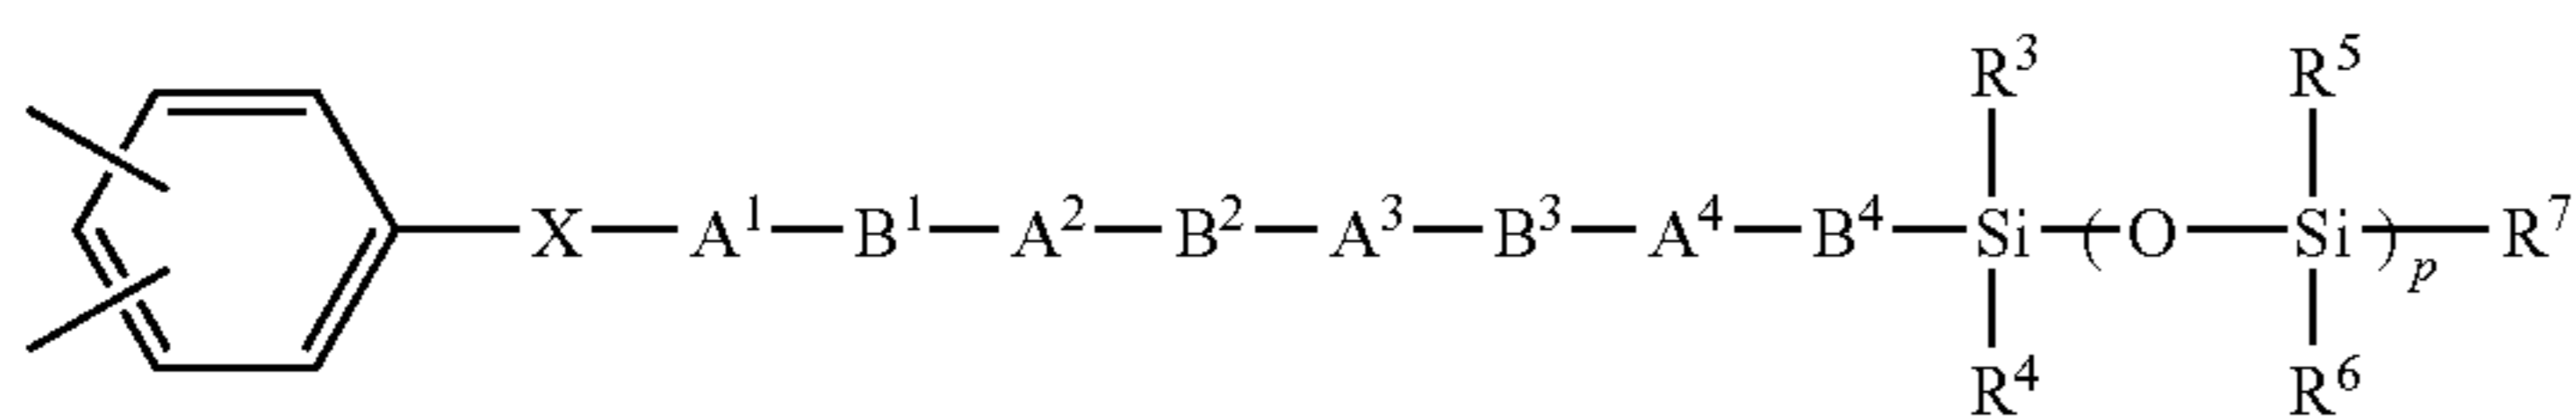 R³ R⁵
X—A¹—B¹—A²—B²—A³—B³—A⁴—B⁴—Si—(O—Si)ₚ—R⁷
R⁴ R⁶